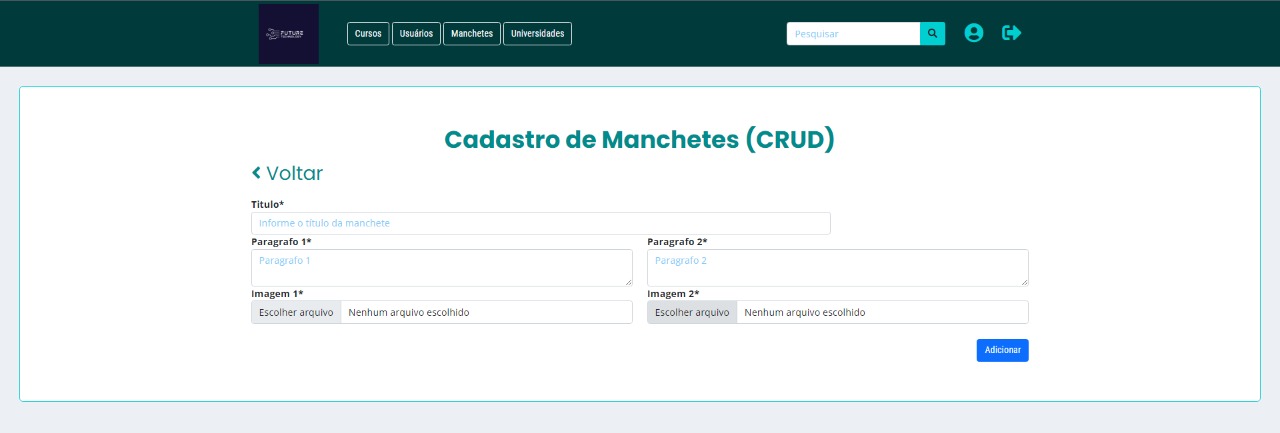 FUTURE
TECHNOLOGY
Cursos Usuários Manchetes Universidades Pesquisar
Cadastro de Manchetes (CRUD)
Voltar
Titulo*
Informe o título da manchete
Paragrafo 1* Paragrafo 2*
Paragrafo 1 Paragrafo 2
Imagem 1* Imagem 2*
Escolher arquivo Nenhum arquivo escolhido Escolher arquivo Nenhum arquivo escolhido
Adicionar